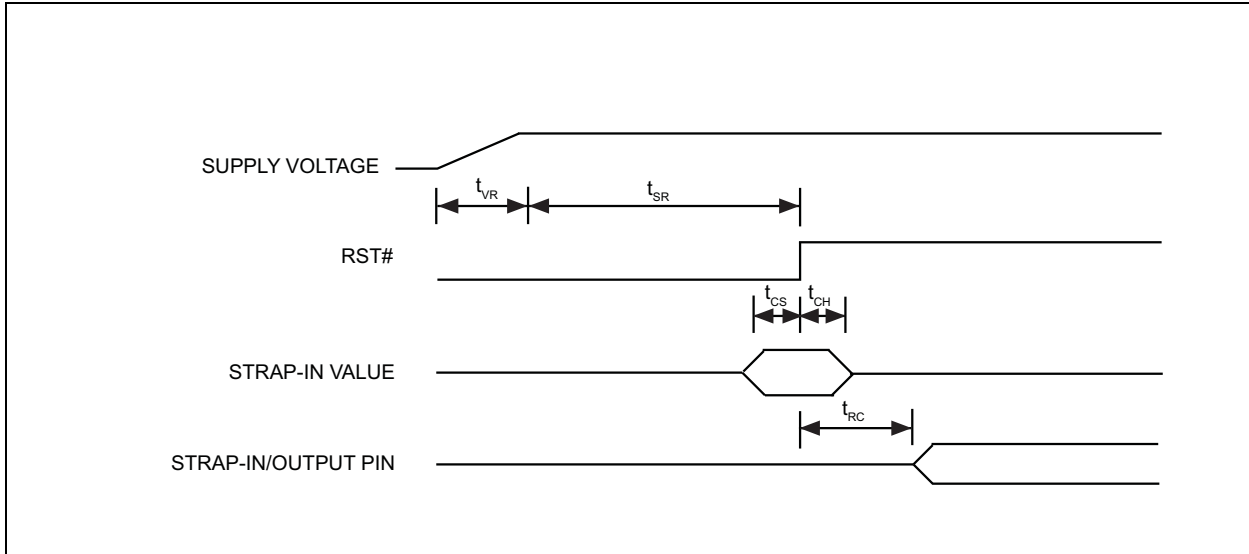 SUPPLY VOLTAGE
tVR
tSR
RST#
tCS
tCH
STRAP-IN VALUE
tRC
STRAP-IN/OUTPUT PIN